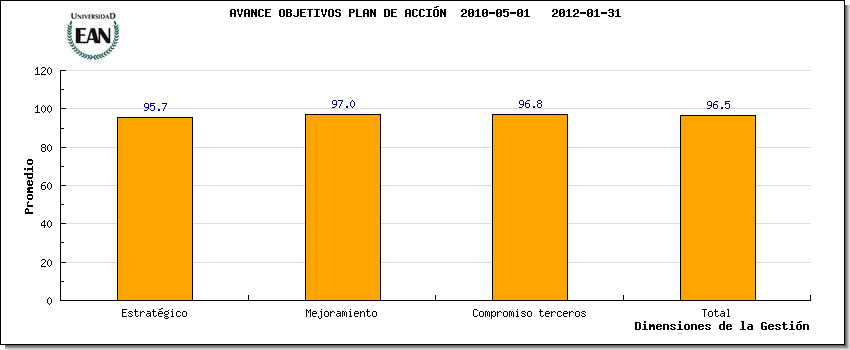 UNIVERSIDAD
EAN
AVANCE OBJETIVOS PLAN DE ACCIÓN 2010-05-01 2012-01-31
120
100
80
60
40
20
0
Promedio
95.7
97.0
96.8
96.5
Estratégico
Mejoramiento
Compromiso terceros
Total
Dimensiones de la Gestión